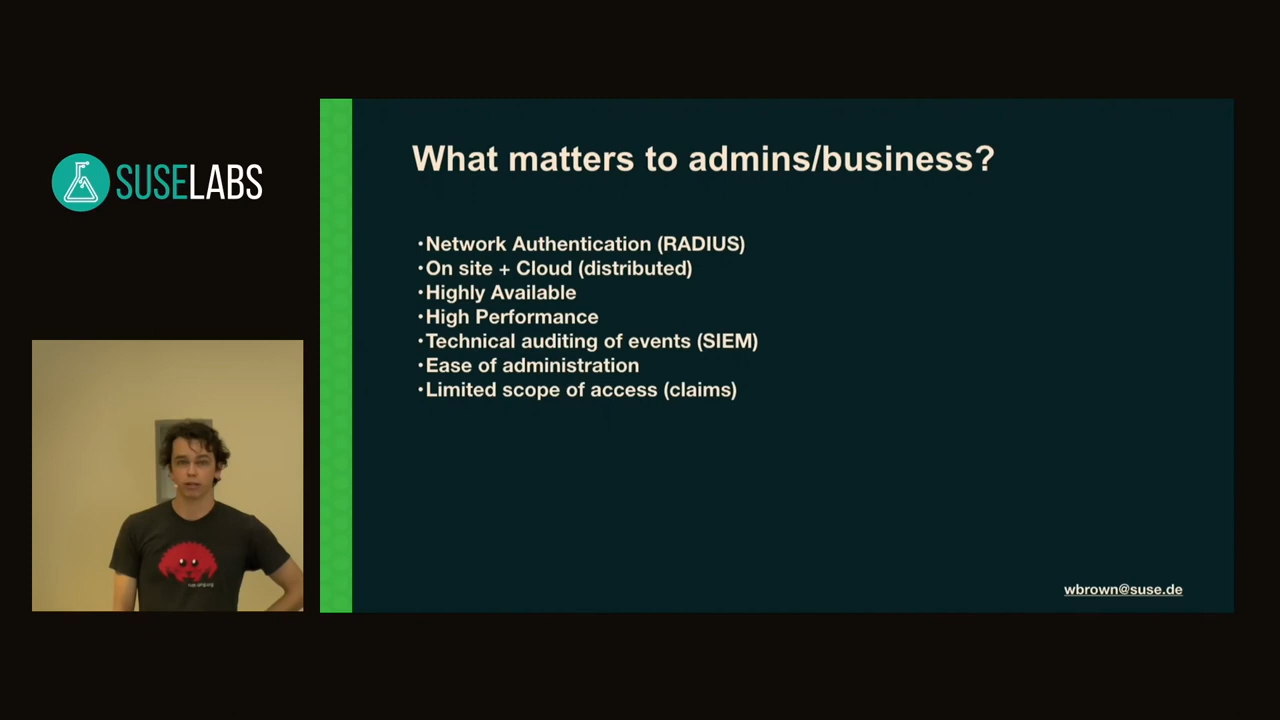 SUSELABS
What matters to admins/business?
•Network Authentication (RADIUS)
•On site + Cloud (distributed)
•Highly Available
•High Performance
•Technical auditing of events (SIEM)
•Ease of administration
•Limited scope of access (claims)
wbrown@suse.de